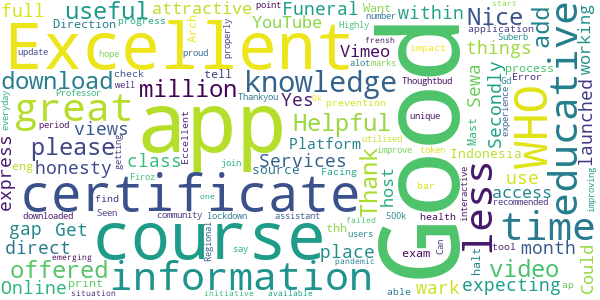 full
useful
attractive
Funeral
YouTube
Nice
add
Excellent
Good
WHO
educative
download
knowledge
million
Vimeo
within
things
Direction
progress
Arch
Highly
hope
update
Professor
check
tell
proud
properly
number
frensh
alot
impact
marks
Want
point
application
process
Error
start
Suberb
working
launched
great
app
Yes
Helpful
Thank
Platform
Services
source
Facing
class
views
please
express
honesty
eng
Firoz
Eccellent
Thankyou
ok
prevention
utilised
improve
token
Thoughtbud
unique
Gd
experience
Mast
Sewa
Secondly
Indonesia
use
access
month
recommended
improving
Could
everyday
well
period
getting
join
certificate
less
time
gap
Get
direct
find
Seen
downloaded
community
lockdown
one
assistant
host
500k
bar
health
interactive
exam
Can
tool
halt
video
expecting
course
information
offered
Online
print
situation
emerging
Regional
say
initiative
available
pandemic
failed
users
thh
place
wark
able
ap